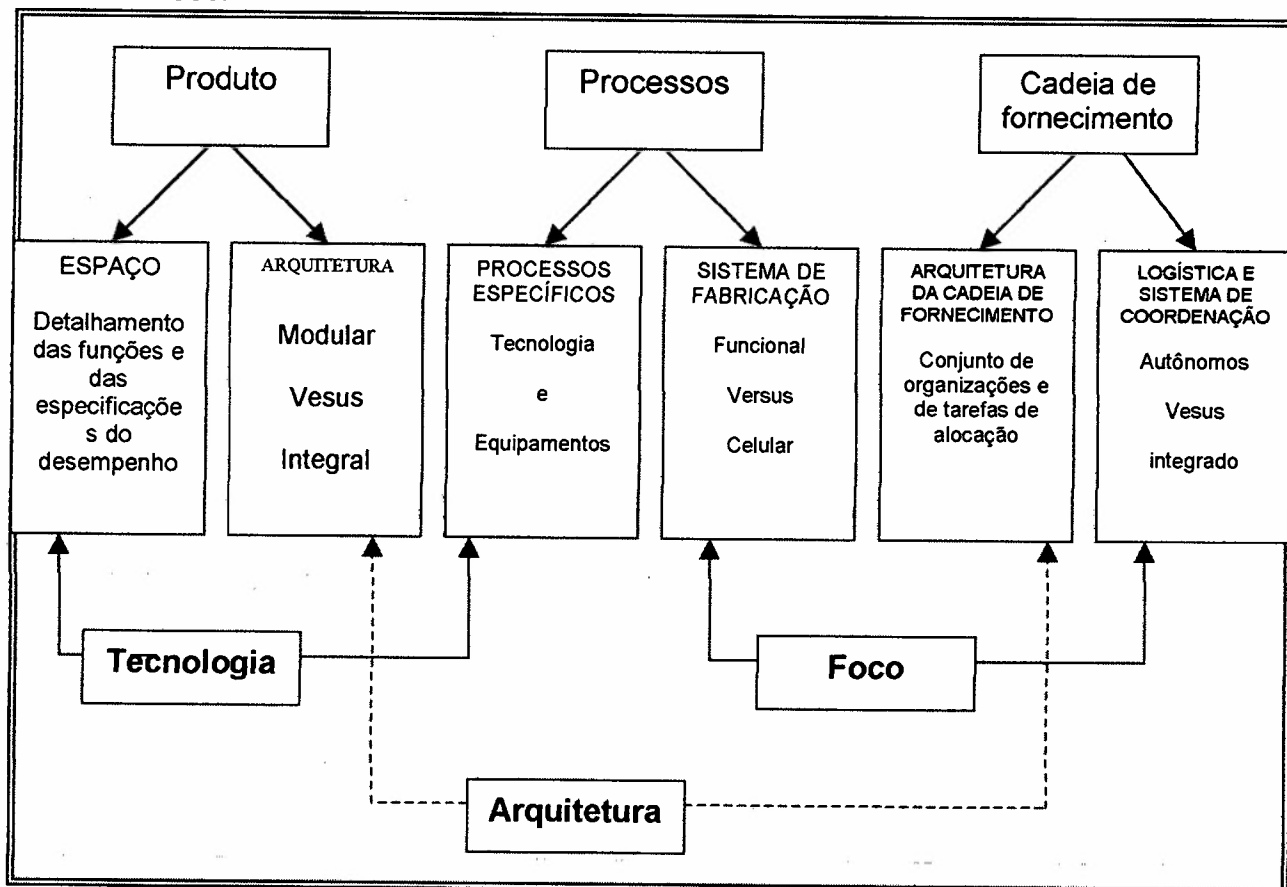 Produto
Processos
Cadeia de
fornecimento
ESPAÇO
Detalhamento
das funções e
das
especificaçõe
s do
desempenho
ARQUITETURA
Modular
Vesus
Integral
PROCESSOS
ESPECÍFICOS
Tecnologia
e
Equipamentos
SISTEMA DE
FABRICAÇÃO
Funcional
Versus
Celular
ARQUITETURA
DA CADEIA DE
FORNECIMENTO
Conjunto de
organizações e
de tarefas de
alocação
LOGÍSTICA E
SISTEMA DE
COORDENAÇÃO
Autônomos
Vesus
integrado
Tecnologia
Foco
Arquitetura